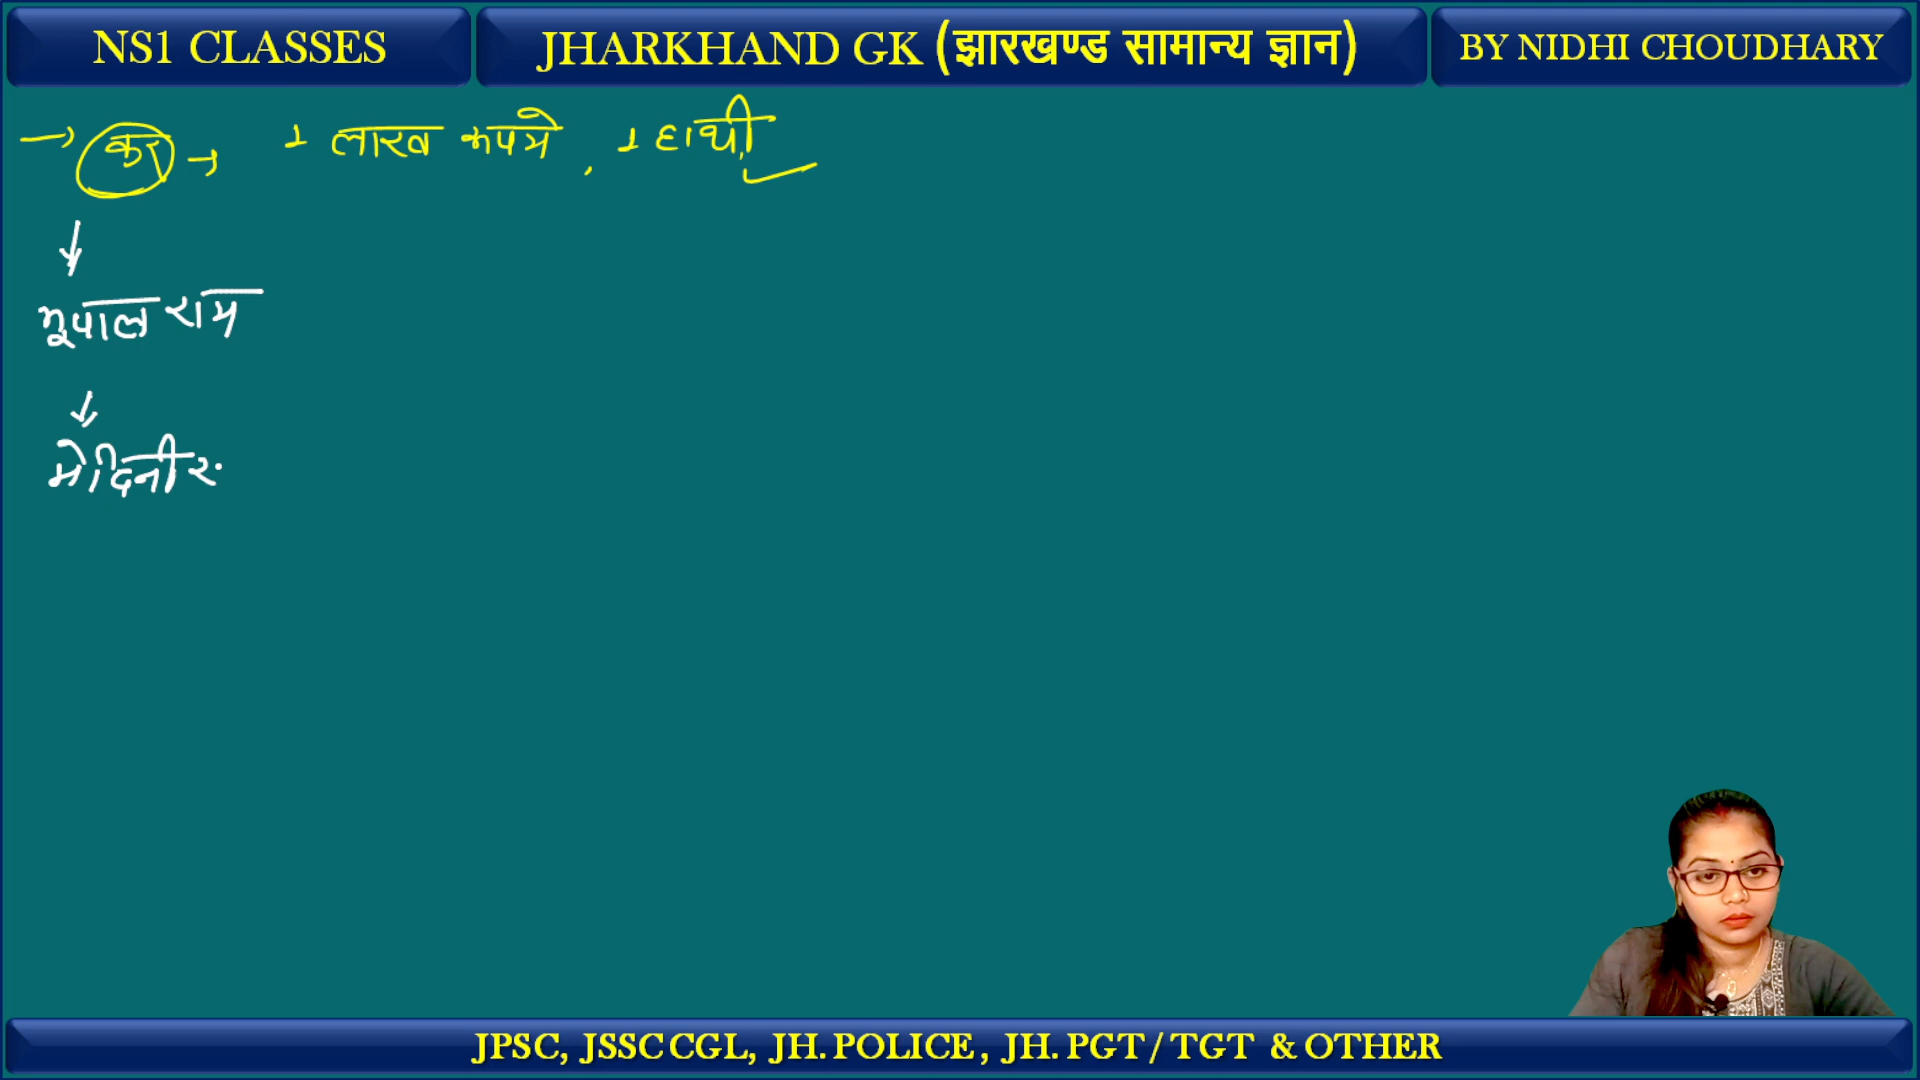 NS1 CLASSES
JHARKHAND GK (झारखण्ड सामान्य ज्ञान)
BY NIDHI CHOUDHARY
→ कर → 1 लाख रूपये, 1 हाथी
↓
भूपाल राय
↓
मेदिनीर
JPSC, JSSC CGL, JH. POLICE, JH. PGT / TGT & OTHER